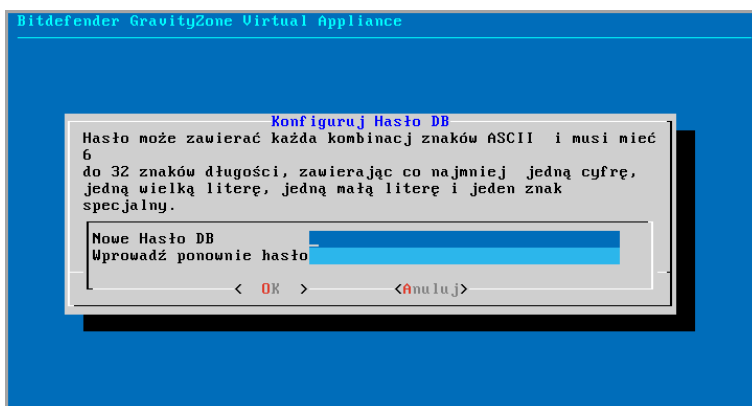 Bitdefender GravityZone Virtual Appliance
Konfiguruj Hasło DB
Hasło może zawierać każda kombinacj znaków ASCII i musi mieć
6
do 32 znaków długości, zawierając co najmniej jedną cyfrę,
jedną wielką literę, jedną małą literę i jeden znak
specjalny.
Nowe Hasło DB
Wprowadź ponownie hasło
< OK > <Anuluj>